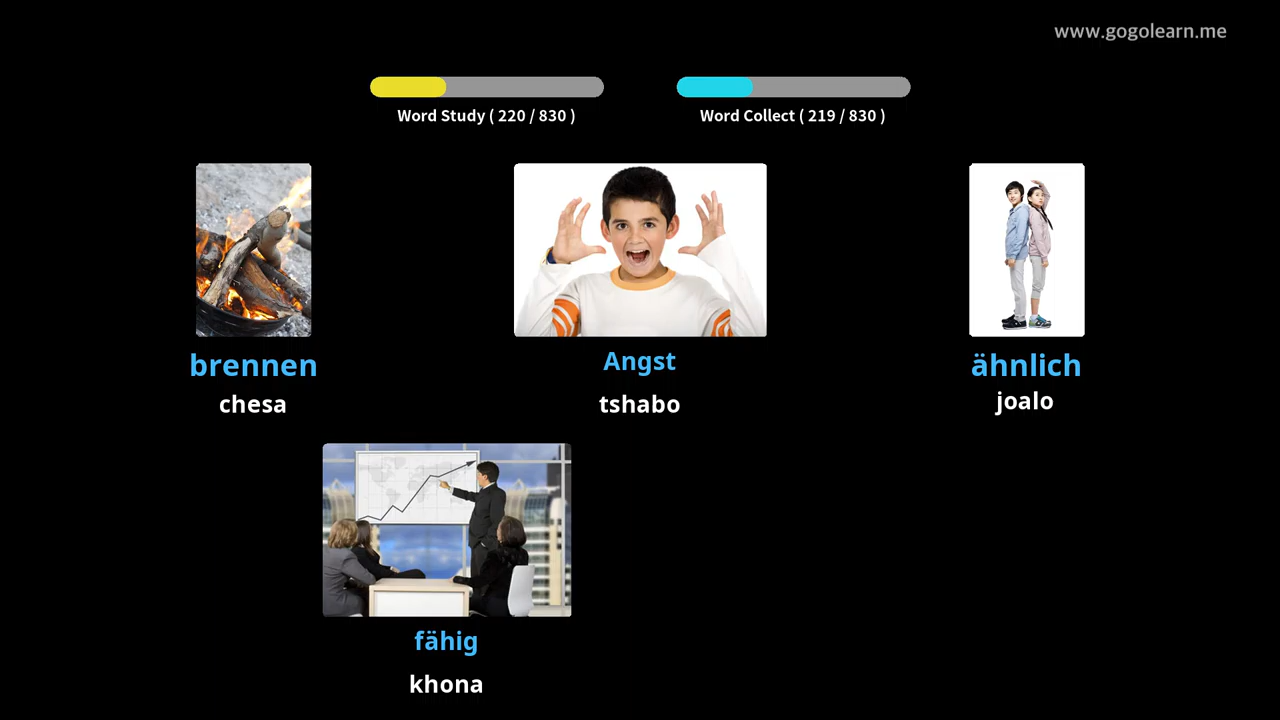 www.gogolearn.me
Word Study ( 220 / 830 )
Word Collect ( 219 / 830 )
brennen
chesa
Angst
tshabo
ähnlich
joalo
fähig
khona